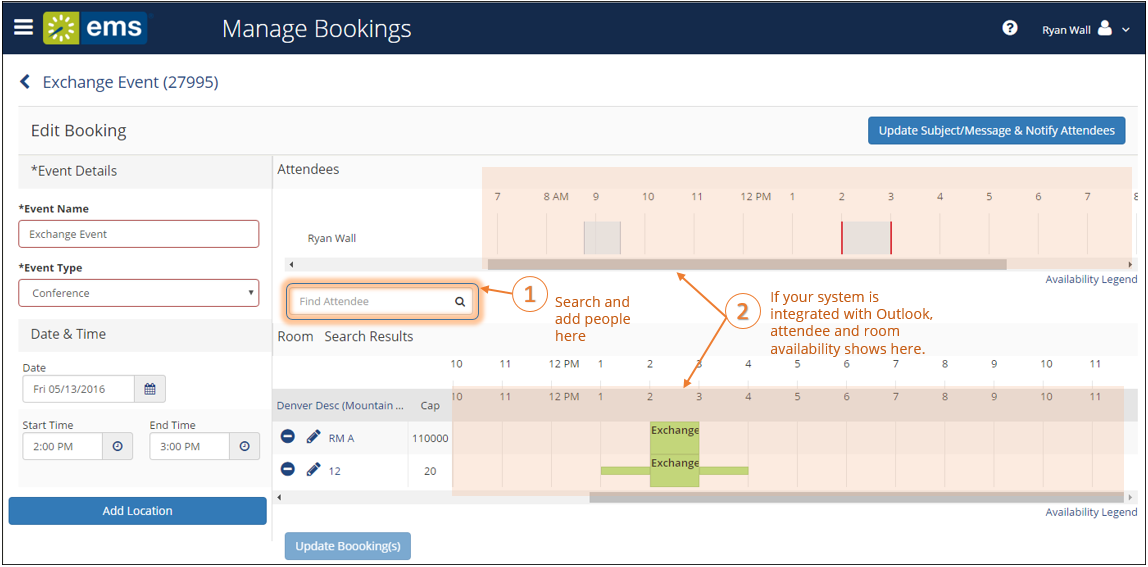 ems
Manage Bookings
Ryan Wall
Exchange Event (27995)
Edit Booking
Update Subject/Message & Notify Attendees
*Event Details
*Event Name
Exchange Event
*Event Type
Conference
Date & Time
Date
Fri 05/13/2016
Start Time
End Time
2:00 PM
3:00 PM
Add Location
Attendees
7 8 AM 9 10 11 12 PM 1 2 3 4 5 6 7 8
Ryan Wall
Availability Legend
Find Attendee
1
Search and
add people
here
2
If your system is
integrated with Outlook,
attendee and room
availability shows here.
Room Search Results
10 11 12 PM 1 2 3 4 5 6 7 8 9 10 11
Denver Desc (Mountain ... Cap 10 11 12 PM 1 2 3 4 5 6 7 8 9 10 11
RM A 110000 Exchange
12 20 Exchange
Availability Legend
Update Boooking(s)